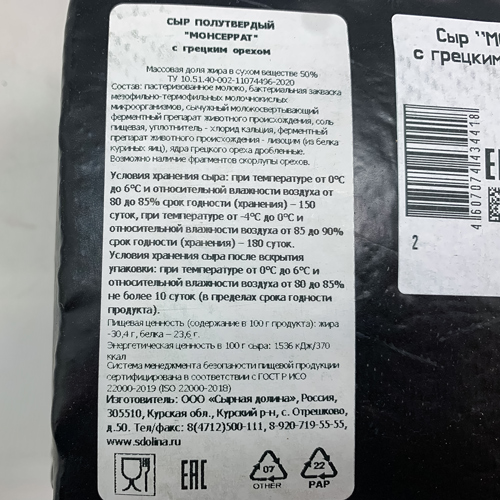 СЫР ПОЛУТВЕРДЫЙ
"МОНСЕРРАТ"
с грецким орехом
Массовая доля жира в сухом веществе 50%
ТУ 10.51.40-002-11074496-2020
Состав: пастеризованное молоко, бактериальная закваска
мезофильно-термофильных молочнокислых
микроорганизмов, сычужный молокосвертывающий
ферментный препарат животного происхождения, соль
пищевая, уплотнитель - хлорид кальция, ферментный
препарат животного происхождения - лизоцим (из белка
куриных яиц), ядра грецкого ореха дробленные.
Возможно наличие фрагментов скорлупы орехов.
Условия хранения сыра: при температуре от 0°С
до 6°С и относительной влажности воздуха от
80 до 85% срок годности (хранения) – 150
суток, при температуре от -4°С до 0°С и
относительной влажности воздуха от 85 до 90%
срок годности (хранения) – 180 суток.
Условия хранения сыра после вскрытия
упаковки: при температуре от 0°С до 6°С и
относительной влажности воздуха от 80 до 85%
не более 10 суток (в пределах срока годности
продукта).
Пищевая ценность (содержание в 100 г продукта): жира
-30,4 г, белка – 23,6 г.
Энергетическая ценность в 100 г сыра: 1536 кДж/370
ккал
Система менеджмента безопасности пищевой продукции
сертифицирована в соответствии с ГОСТ Р ИСО
22000-2019 (ISO 22000-2018)
Изготовитель: ООО «Сырная долина», Россия,
305510, Курская обл., Курский р-н, с. Отрешково,
д.50. Тел/факс: 8(4712)500-111, 8-920-719-55-55,
www.sdolina.ru
EAC
07
OTHER
22
PAP
Сыр "МО
с грецким
4 607074 434418
2